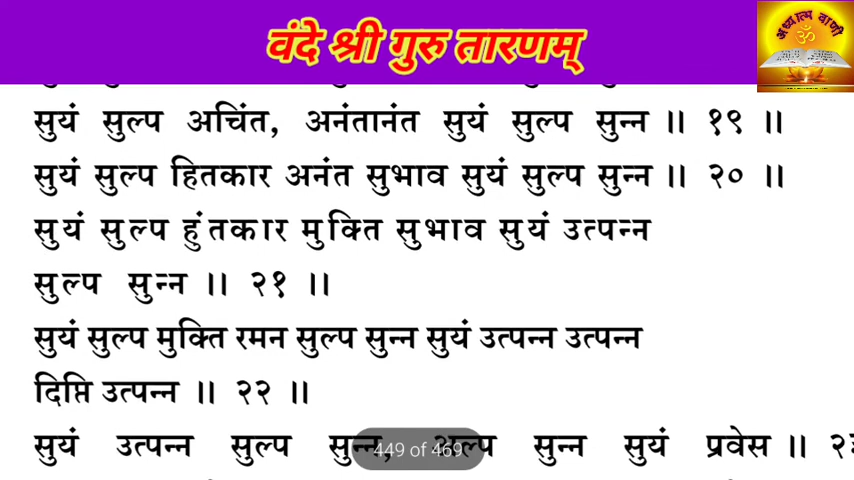 वंदे श्री गुरु तारणम्
अध्यात्म वाणी
ॐ
सुयं सुल्प अचिंत, अनंतानंत सुयं सुल्प सुन्न ।। १९ ।।
सुयं सुल्प हितकार अनंत सुभाव सुयं सुल्प सुन्न ।। २० ।।
सुयं सुल्प हुंतकार मुक्ति सुभाव सुयं उत्पन्न
सुल्प सुन्न ।। २१ ।।
सुयं सुल्प मुक्ति रमन सुल्प सुन्न सुयं उत्पन्न उत्पन्न
दिप्ति उत्पन्न ।। २२ ।।
सुयं उत्पन्न सुल्प सुन्न, अल्प सुन्न सुयं प्रवेस ।।
449 of 469